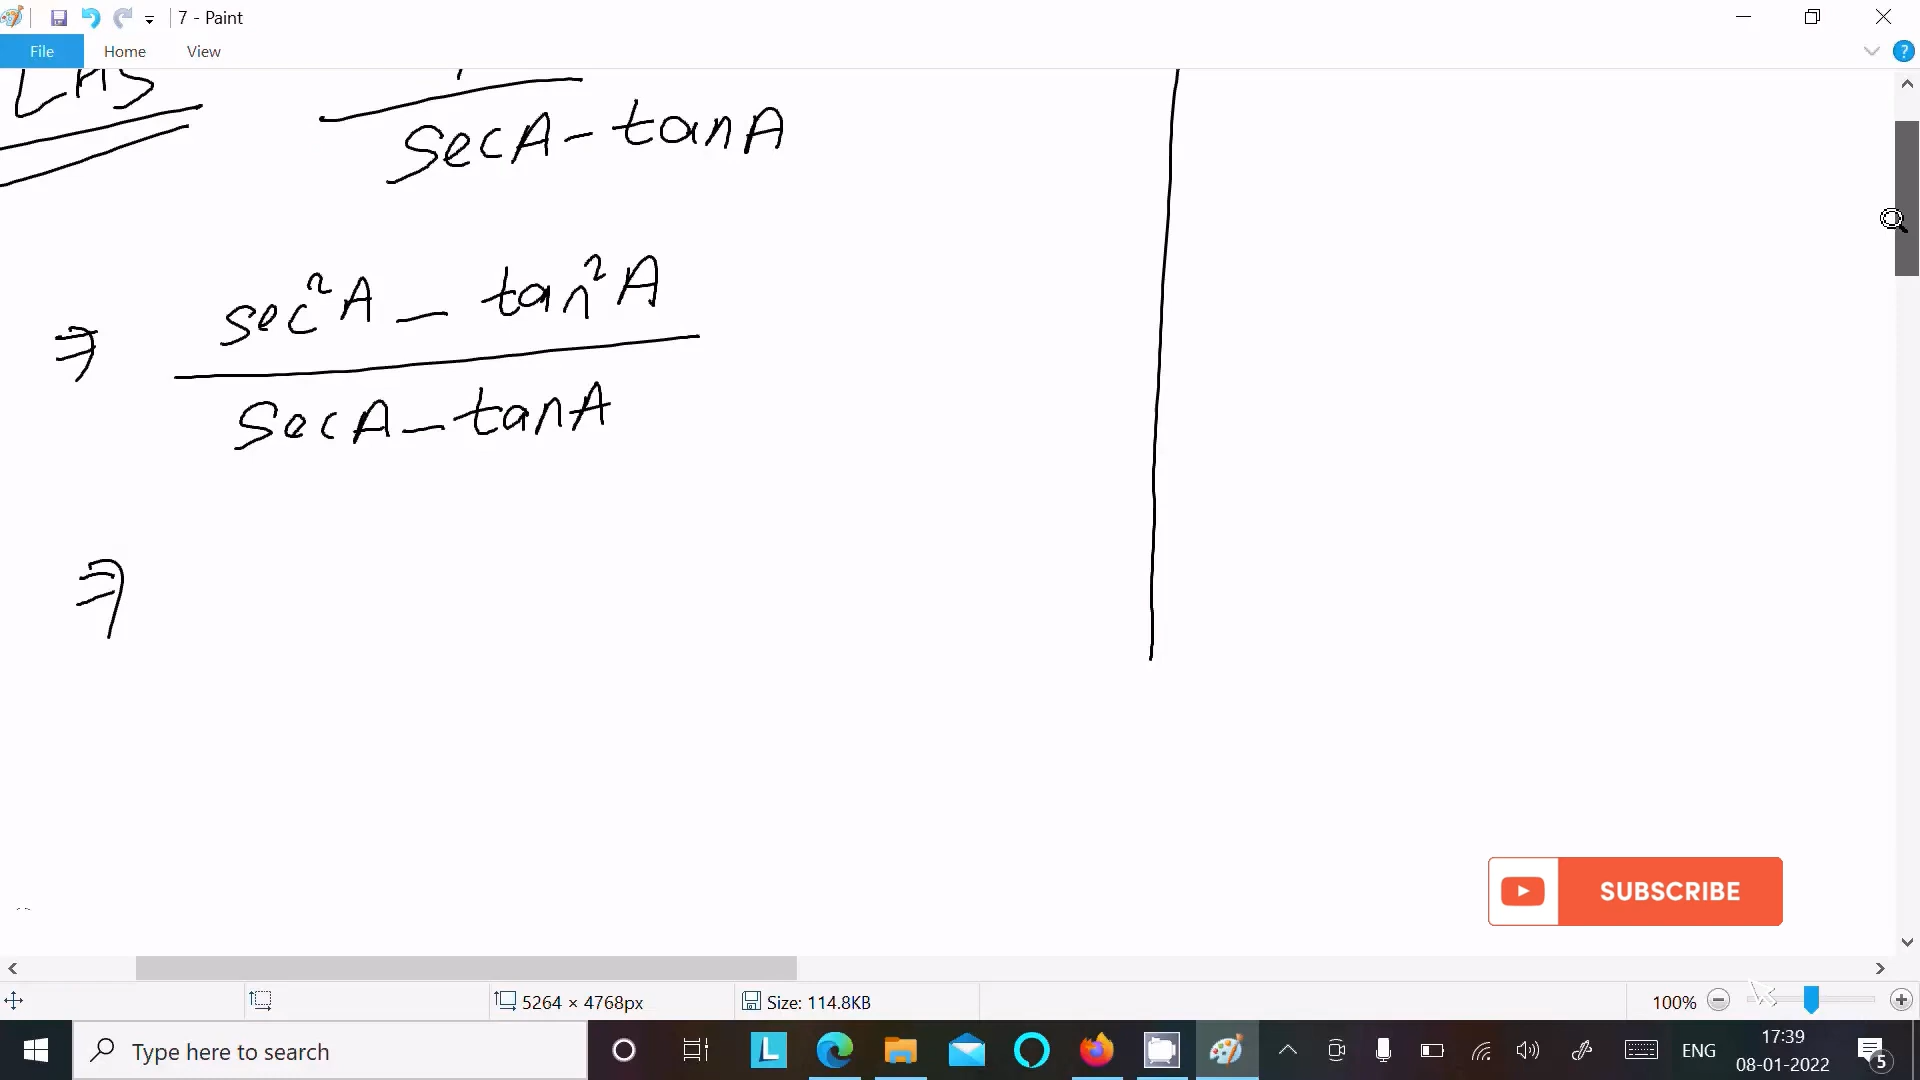 7 - Paint
File Home View
LHS
secA - tanA
⇒ sec²A - tan²A
secA - tanA
⇒
SUBSCRIBE
5264 × 4768px Size: 114.8KB 100%
Type here to search L ENG 17:39
08-01-2022 5